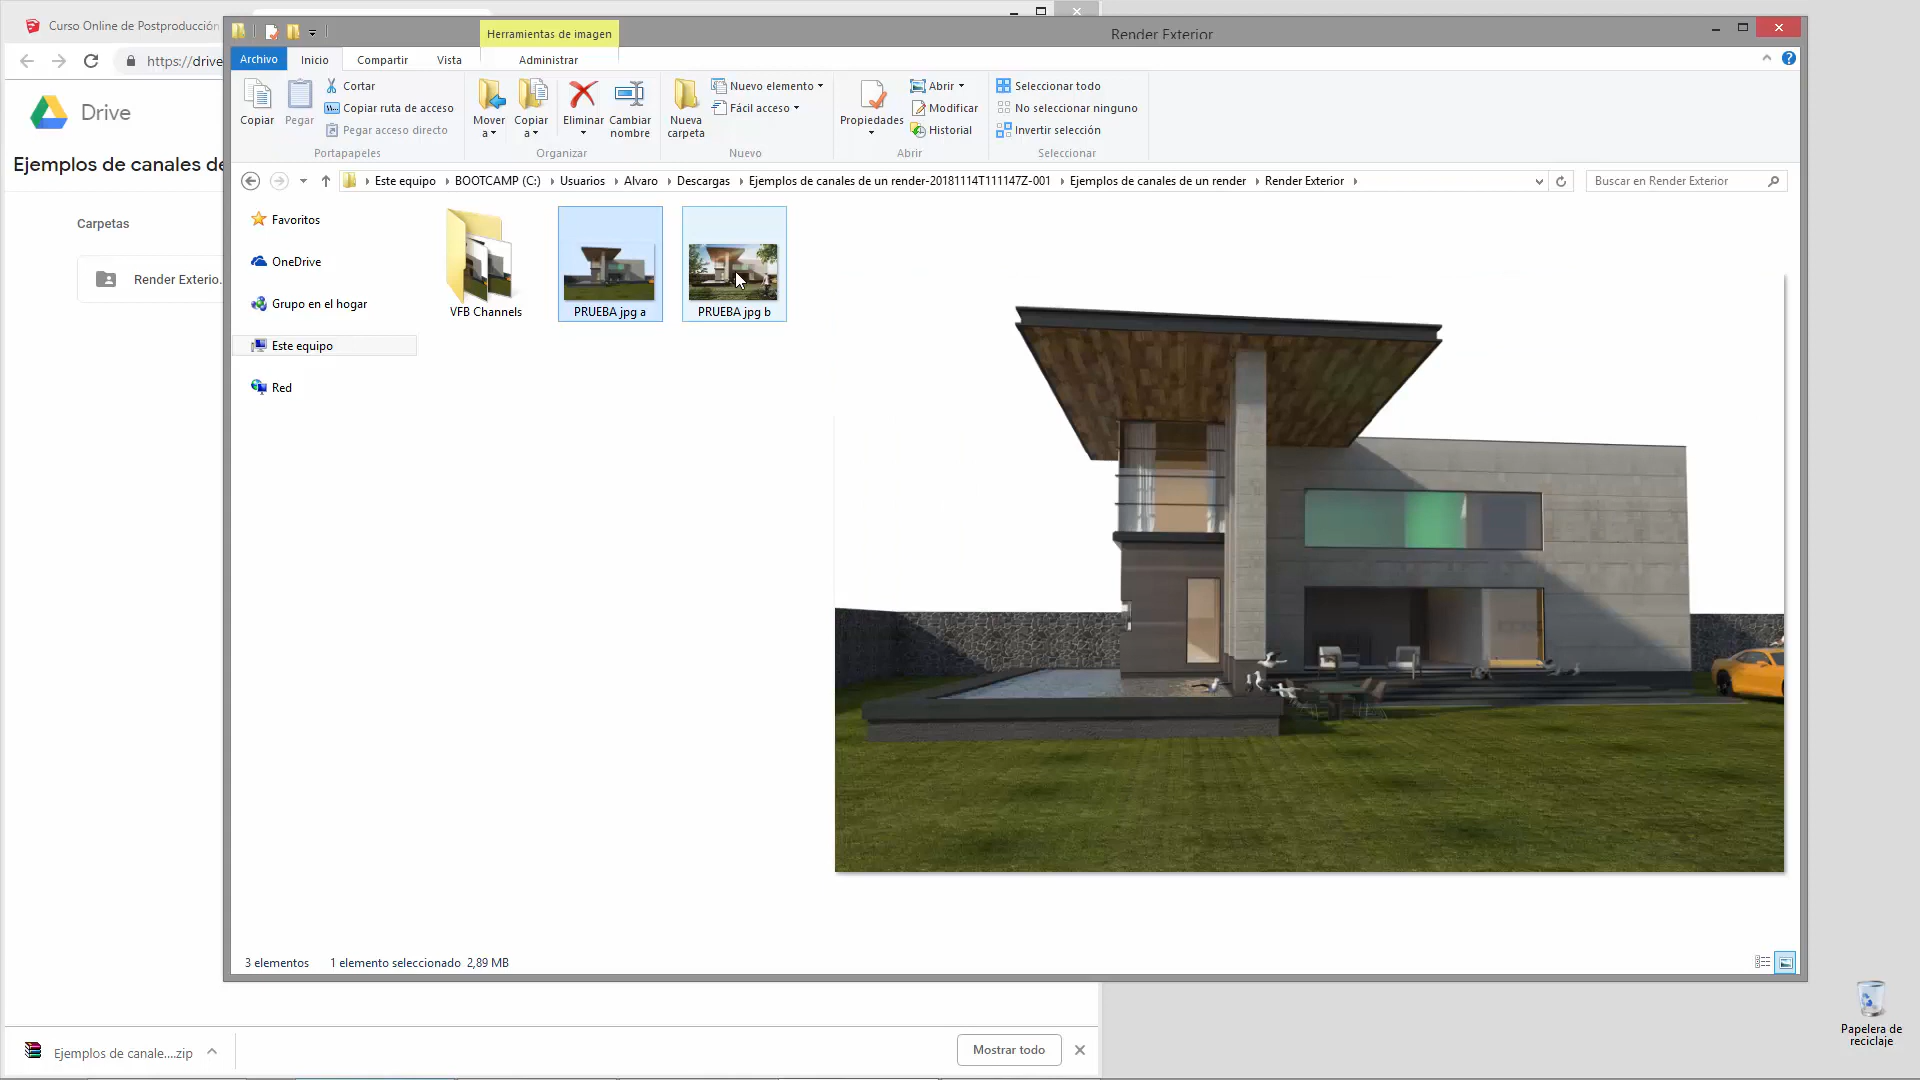 Curso Online de Postproducción
https://drive
Drive
Ejemplos de canales de
Carpetas
Render Exterio.
Herramientas de imagen
Render Exterior
Archivo
Inicio
Compartir
Vista
Administrar
Copiar
Pegar
Cortar
Copiar ruta de acceso
Pegar acceso directo
Portapapeles
Mover a
Copiar a
Eliminar
Cambiar nombre
Organizar
Nueva carpeta
Nuevo elemento
Fácil acceso
Nuevo
Propiedades
Abrir
Modificar
Historial
Abrir
Seleccionar todo
No seleccionar ninguno
Invertir selección
Seleccionar
Este equipo
BOOTCAMP (C:)
Usuarios
Alvaro
Descargas
Ejemplos de canales de un render-20181114T111147Z-001
Ejemplos de canales de un render
Render Exterior
Buscar en Render Exterior
Favoritos
OneDrive
Grupo en el hogar
Este equipo
Red
VFB Channels
PRUEBA jpg a
PRUEBA jpg b
3 elementos
1 elemento seleccionado 2,89 MB
Ejemplos de canale....zip
Mostrar todo
Papelera de
reciclaje